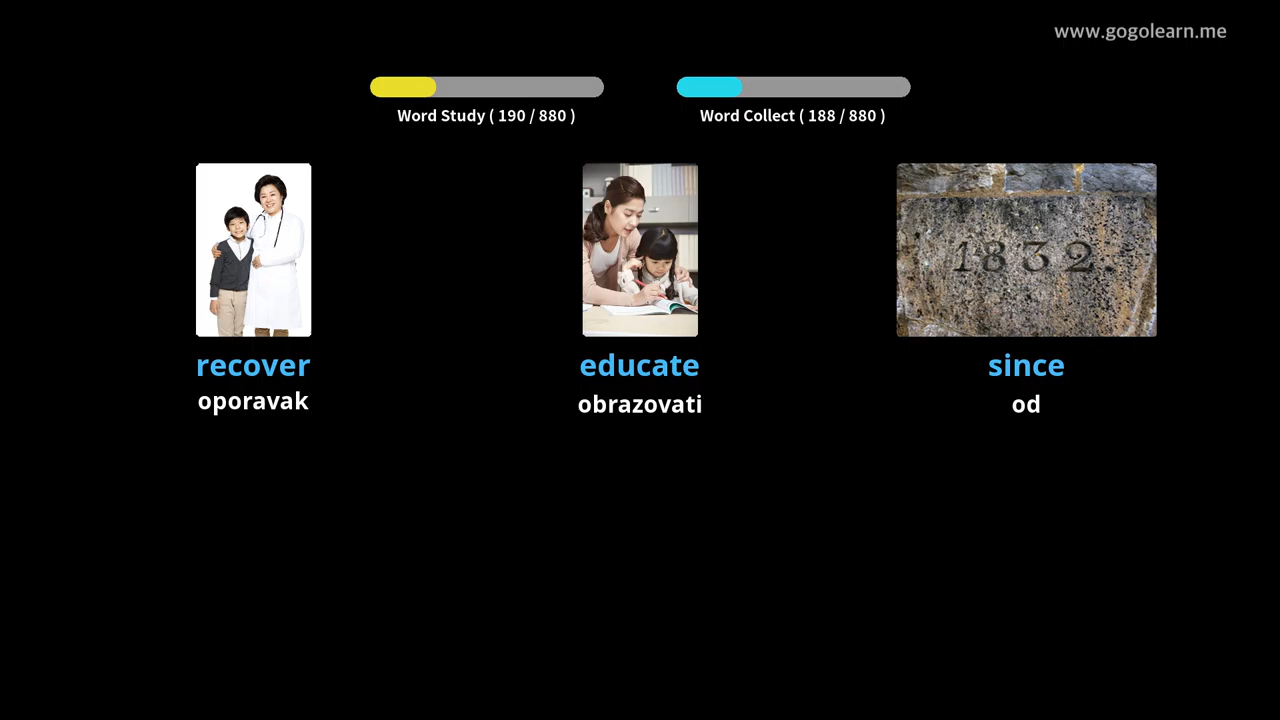 www.gogolearn.me
Word Study ( 190 / 880 )
Word Collect ( 188 / 880 )
1832.
recover
educate
since
oporavak
obrazovati
od